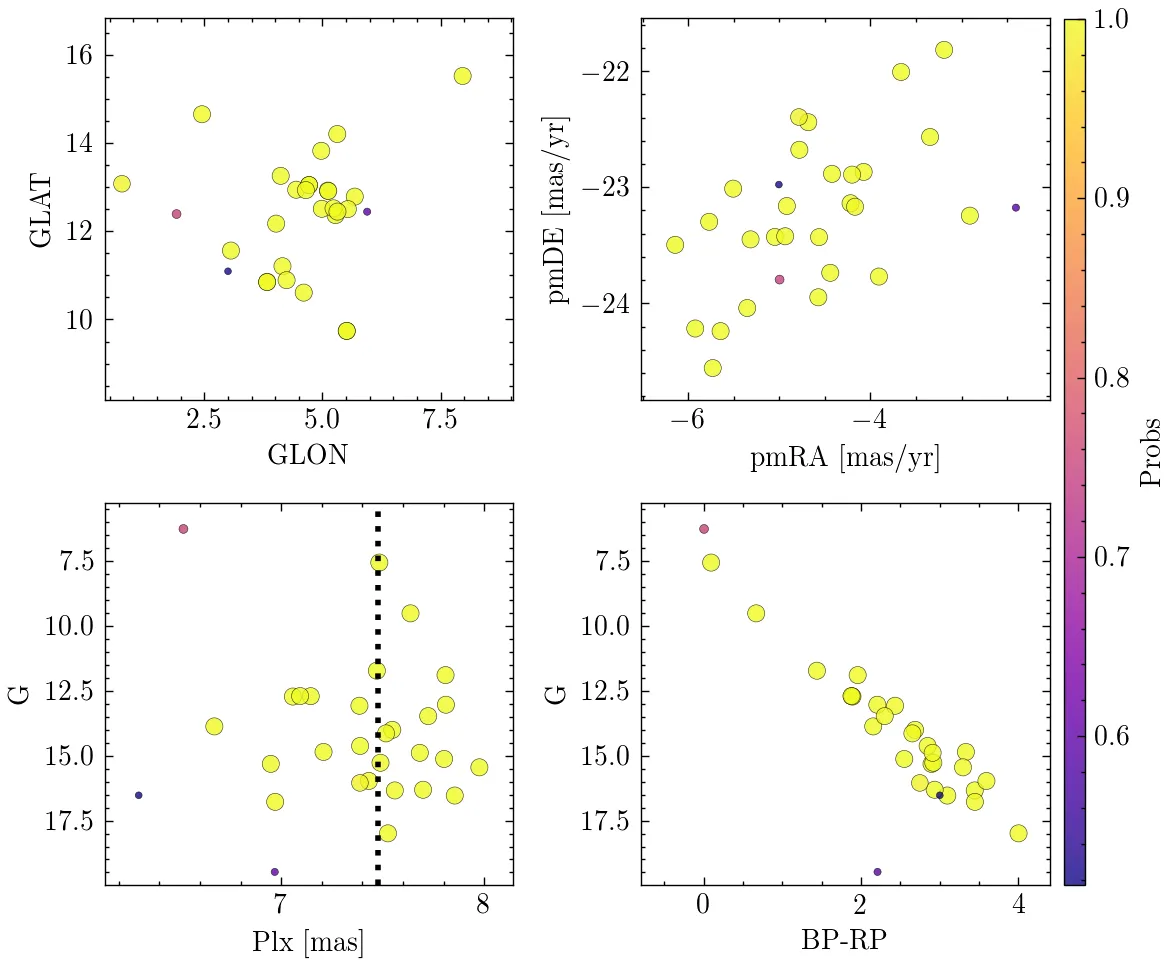 16
14
12
10
GLAT
2.5 5.0 7.5
GLON
−22
−23
−24
pmDE [mas/yr]
−6 −4
pmRA [mas/yr]
1.0
0.9
0.8
0.7
0.6
Probs
7.5
10.0
12.5
15.0
17.5
G
7 8
Plx [mas]
7.5
10.0
12.5
15.0
17.5
G
0 2 4
BP-RP